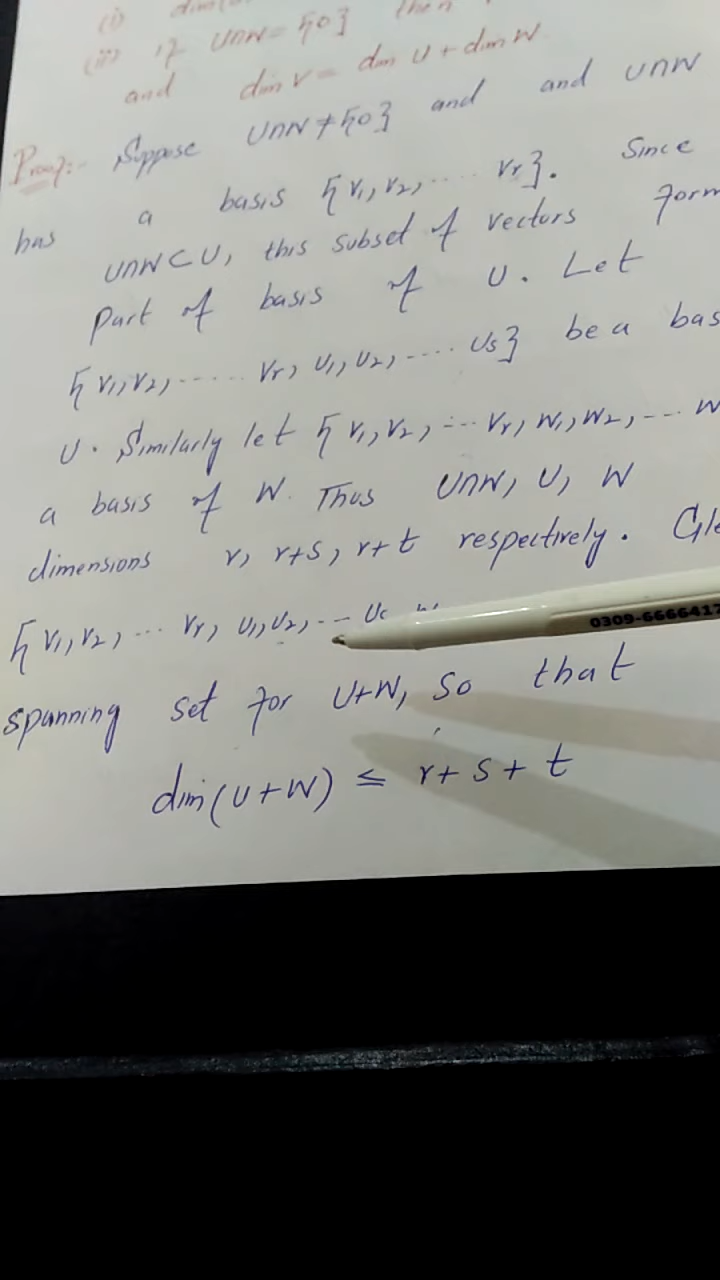 (i) dim(
(ii) if U∩W = {0} then
and dim V = dim U + dim W
Proof:- Suppose U∩W ≠ {0} and and U∩W
has a basis {v₁, v₂, ..... vr}. Since
U∩W⊂U, this subset of vectors form
part of basis of U. Let
{v₁, v₂, ....... vr, u₁, u₂, ..... us} be a bas
U. Similarly let {v₁, v₂, ... vr, w₁, w₂, ... w
a basis of W. Thus U∩W, U, W
dimensions r, r+s, r+t respectively.
{v₁, v₂, ... vr, u₁, u₂, ...
0309-666641
spanning set for U+W, so that
dim(U+W) ≤ r+s+t